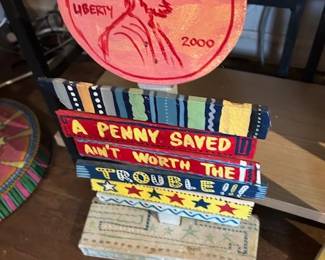 LIBERTY
2000
A PENNY SAVED
AIN'T WORTH THE
TROUBLE!!!